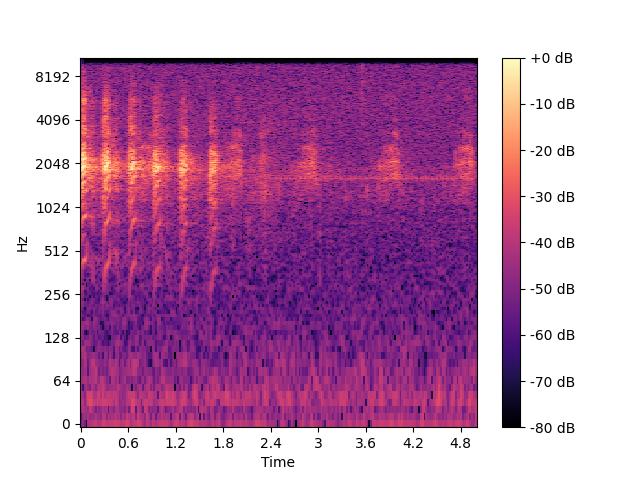 8192
4096
2048
1024
512
256
128
64
0
Hz
0 0.6 1.2 1.8 2.4 3 3.6 4.2 4.8
Time
+0 dB
-10 dB
-20 dB
-30 dB
-40 dB
-50 dB
-60 dB
-70 dB
-80 dB